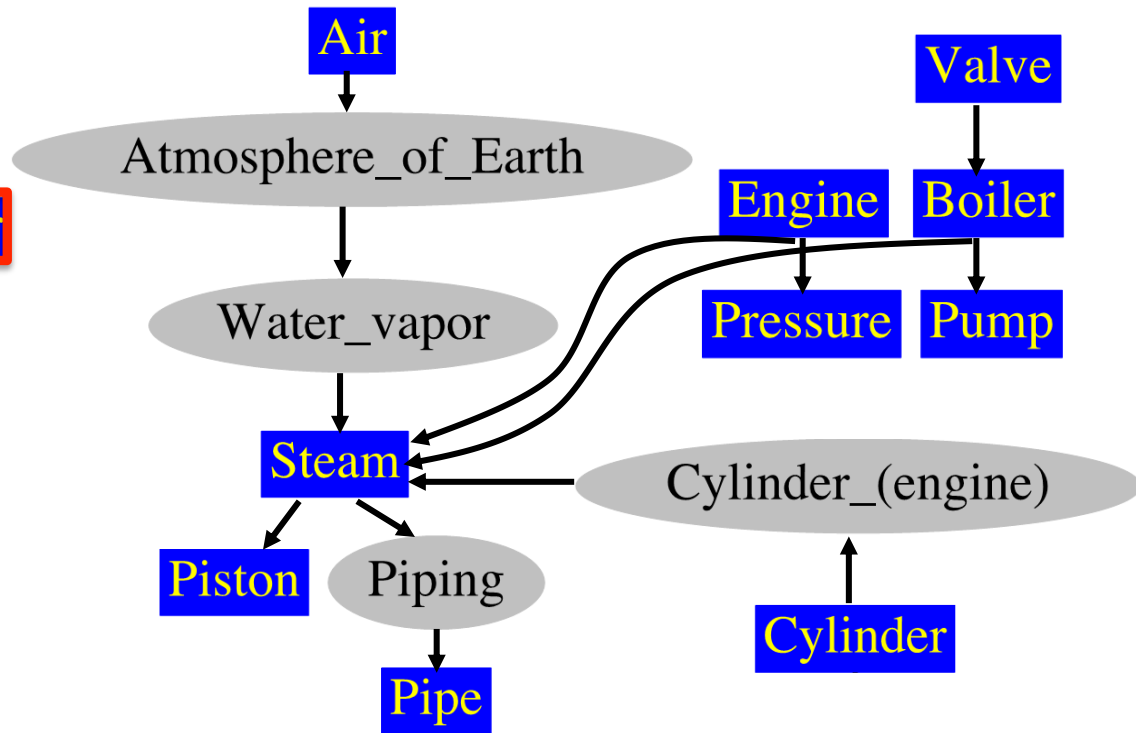 Air
Valve
Atmosphere_of_Earth
Engine
Boiler
Water_vapor
Pressure
Pump
Steam
Cylinder_(engine)
Piston
Piping
Cylinder
Pipe